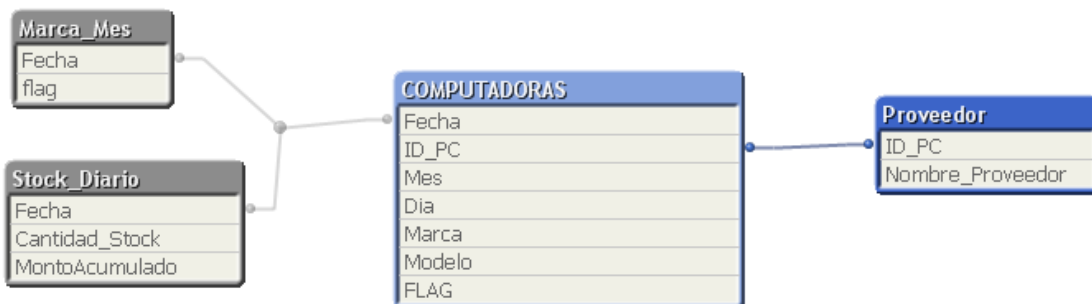 Marca_Mes
Fecha
flag
Stock_Diario
Fecha
Cantidad_Stock
MontoAcumulado
COMPUTADORAS
Fecha
ID_PC
Mes
Dia
Marca
Modelo
FLAG
Proveedor
ID_PC
Nombre_Proveedor